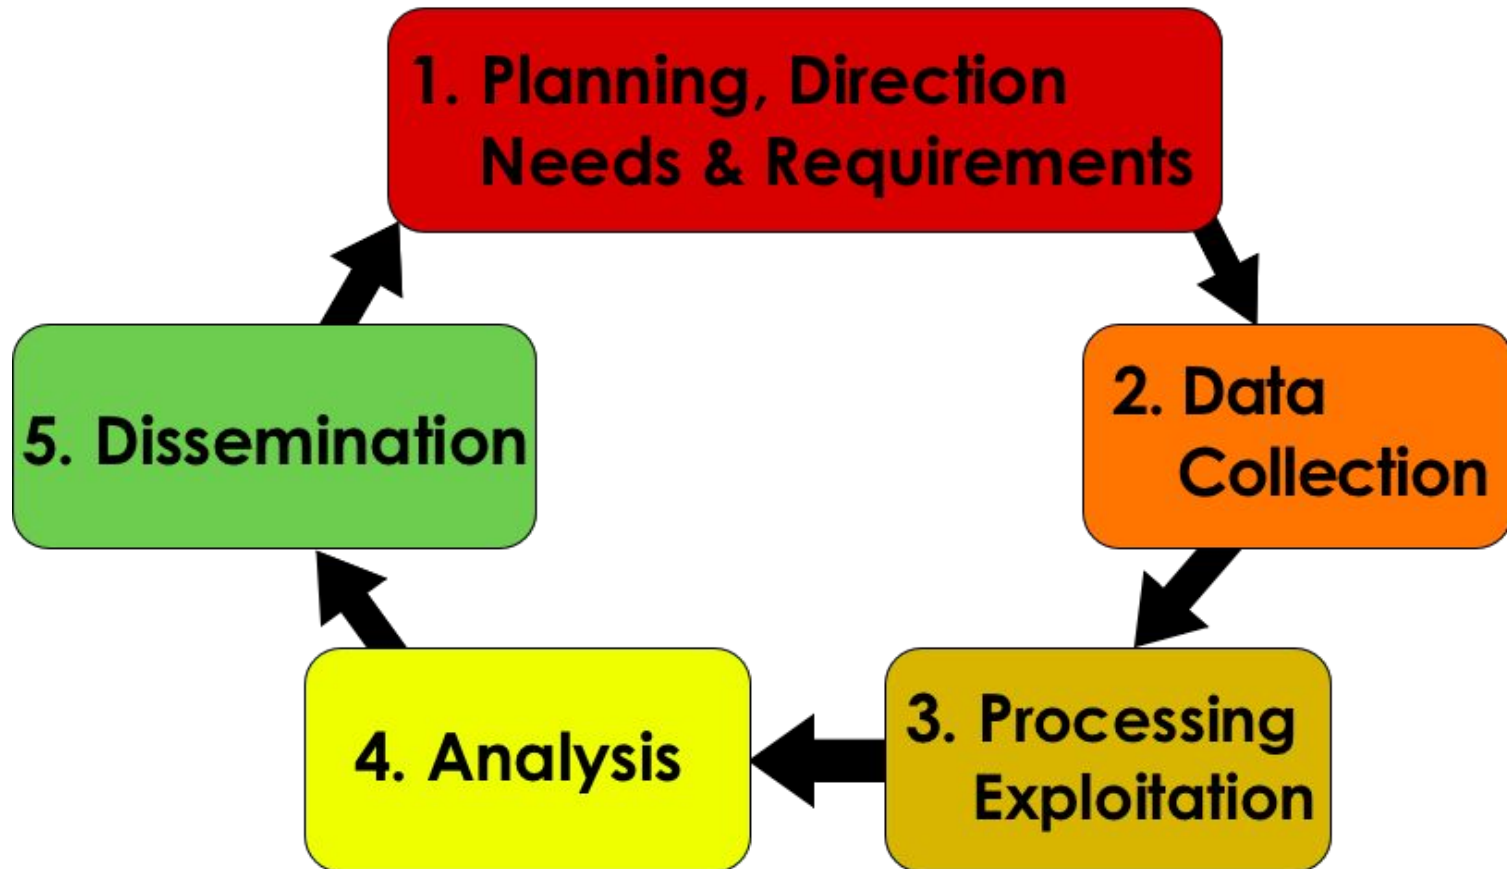 1. Planning, Direction
Needs & Requirements
2. Data
Collection
3. Processing
Exploitation
4. Analysis
5. Dissemination